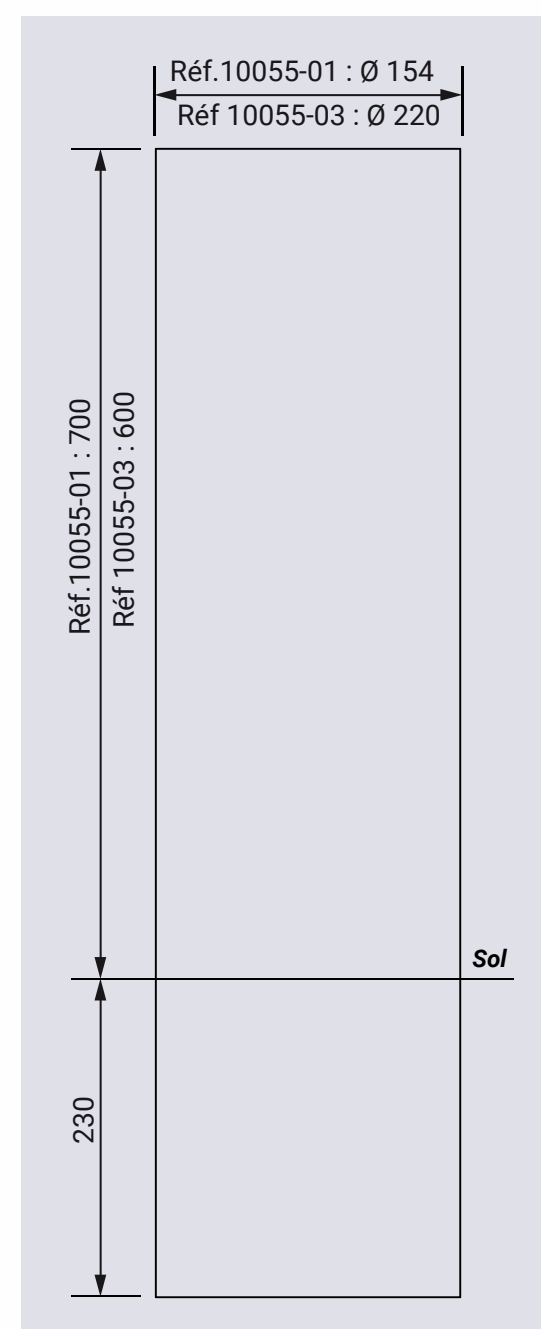 Réf.10055-01 : Ø 154
Réf 10055-03 : Ø 220
Réf.10055-01 : 700
Réf 10055-03 : 600
Sol
230